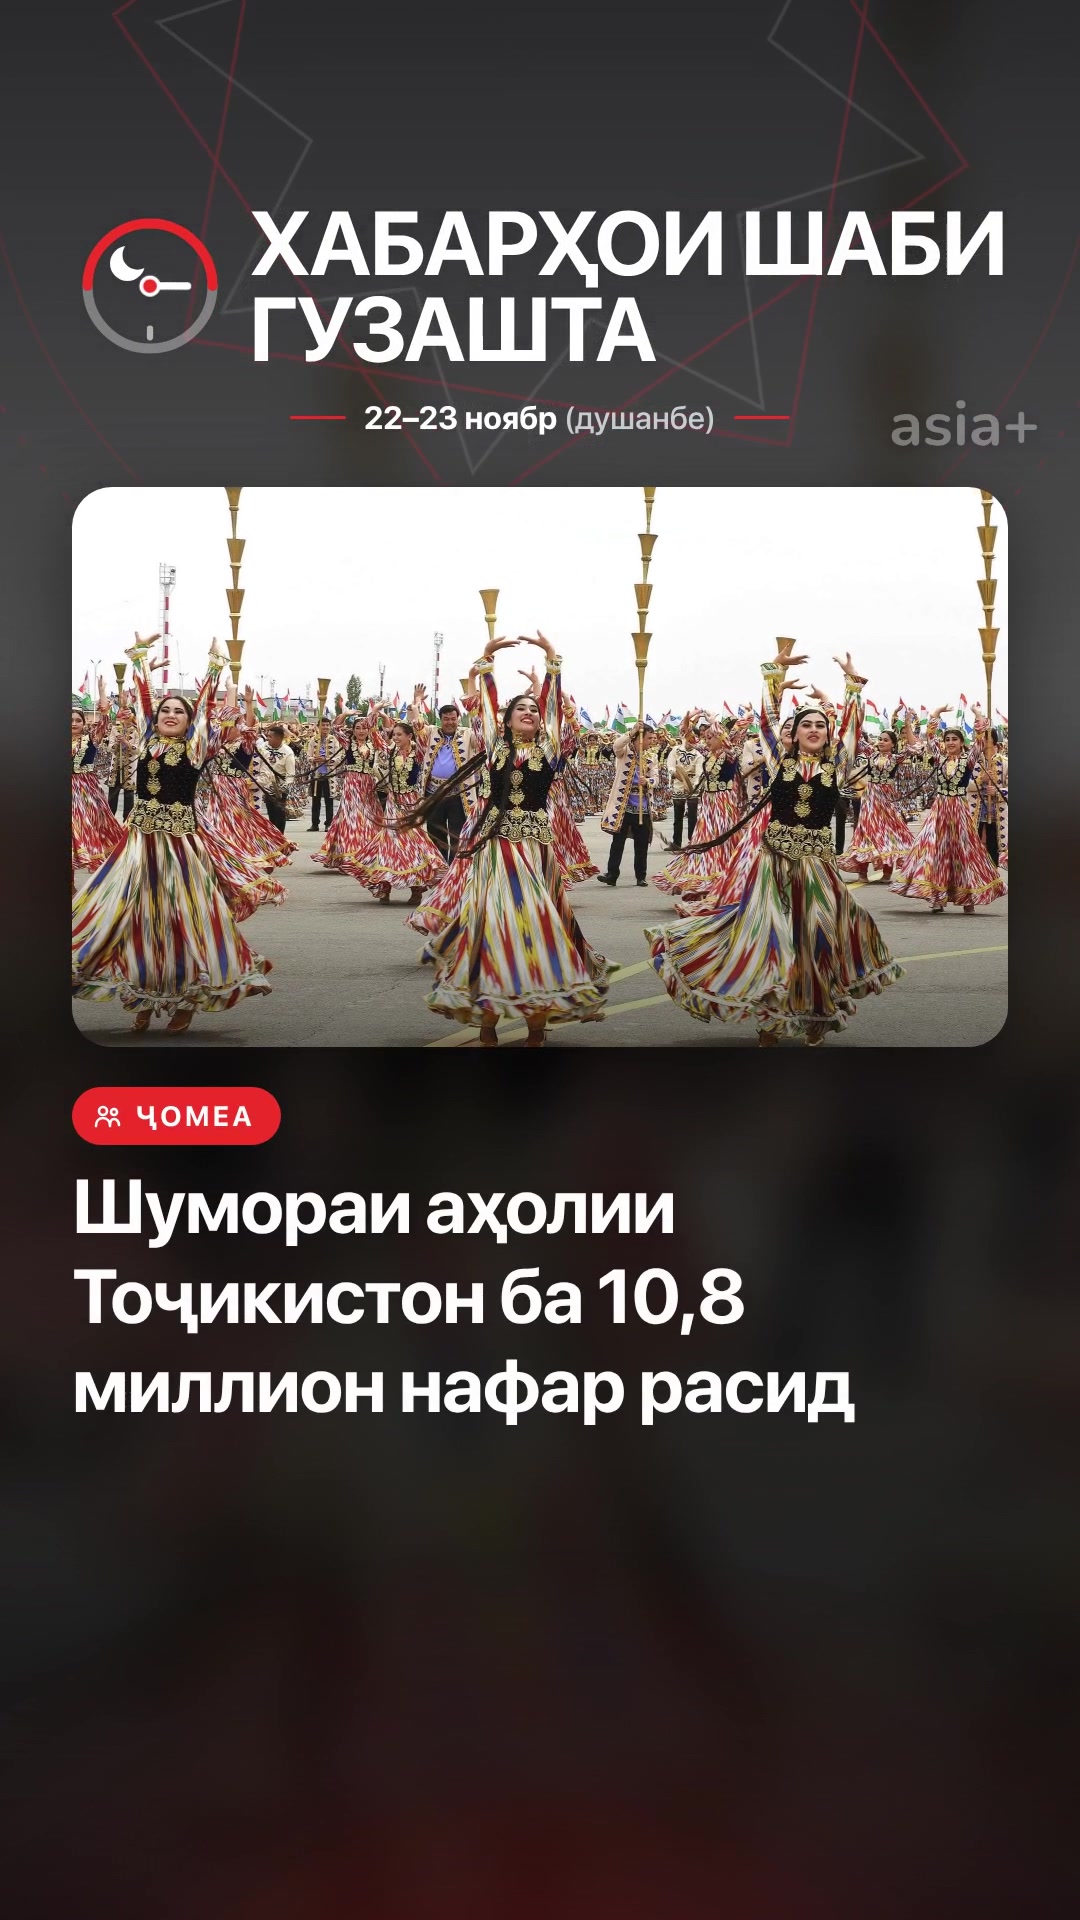 ХАБАРҲОИ ШАБИ
ГУЗАШТА
22–23 ноябр (душанбе)
asia+
ҶОМЕА
Шумораи аҳолии
Тоҷикистон ба 10,8
миллион нафар расид